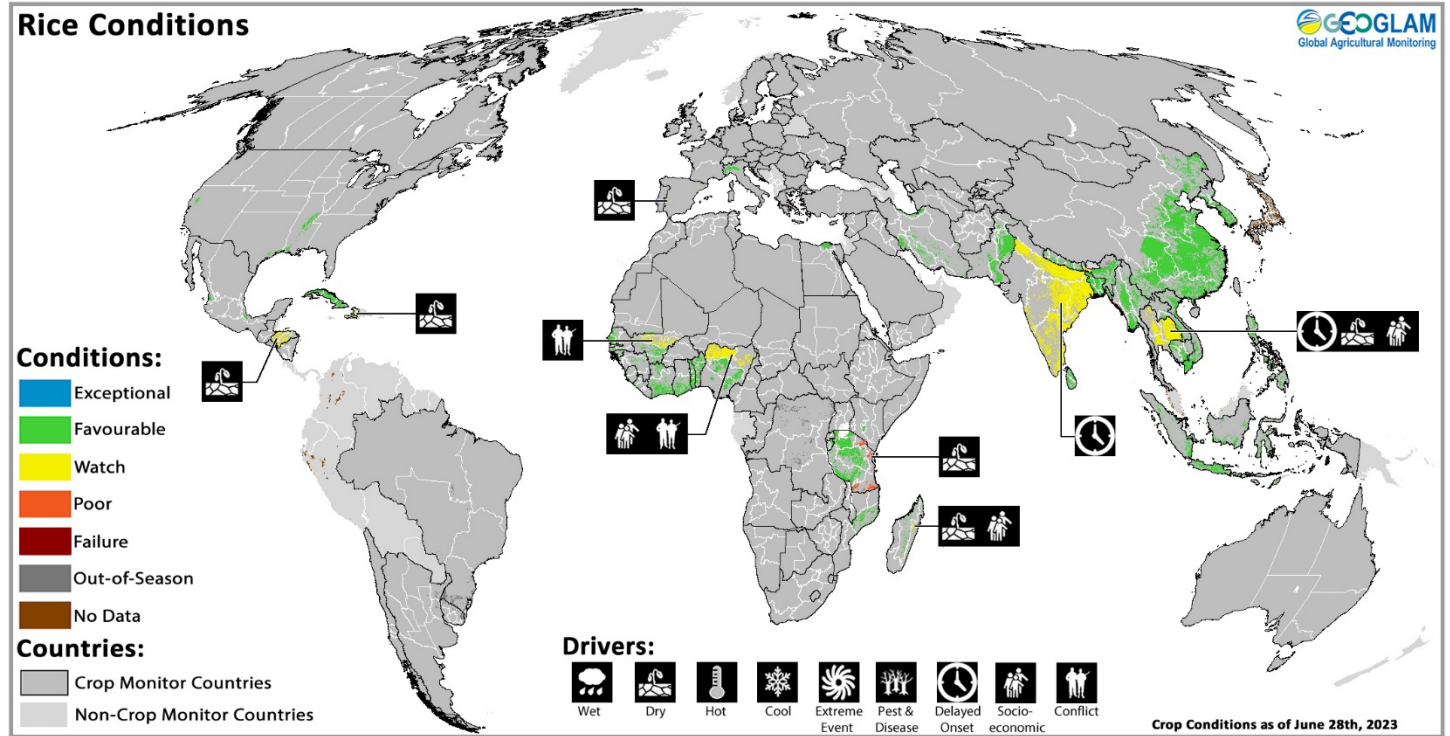 Rice Conditions
GEOGLAM
Global Agricultural Monitoring
Conditions:
Exceptional
Favourable
Watch
Poor
Failure
Out-of-Season
No Data
Countries:
Crop Monitor Countries
Non-Crop Monitor Countries
Drivers:
Wet
Dry
Hot
Cool
Extreme
Event
Pest &
Disease
Delayed
Onset
Socio-
economic
Conflict
Crop Conditions as of June 28th, 2023